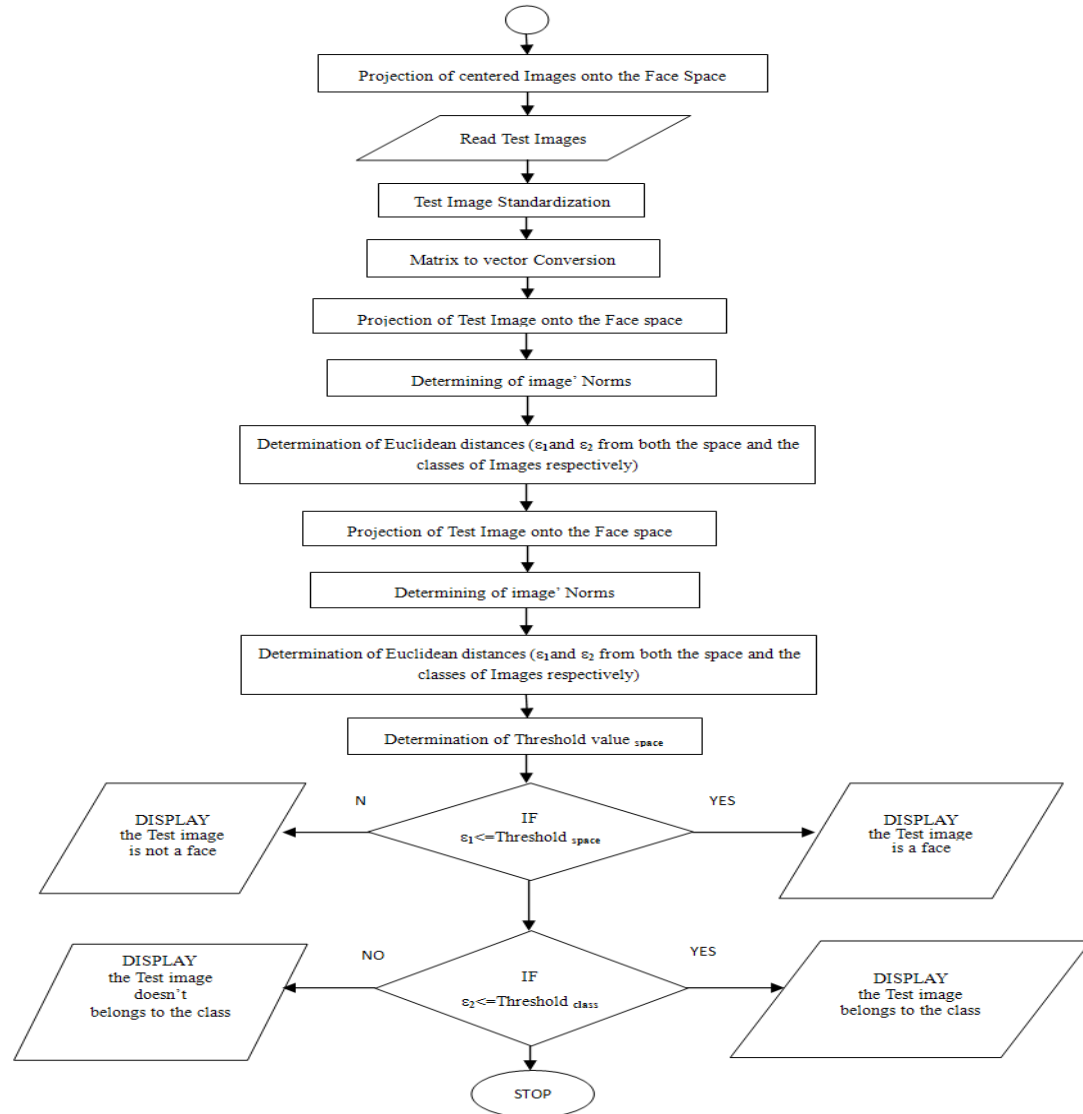 Projection of centered Images onto the Face Space
Read Test Images
Test Image Standardization
Matrix to vector Conversion
Projection of Test Image onto the Face space
Determining of image' Norms
Determination of Euclidean distances (ε₁and ε₂ from both the space and the
classes of Images respectively)
Projection of Test Image onto the Face space
Determining of image' Norms
Determination of Euclidean distances (ε₁and ε₂ from both the space and the
classes of Images respectively)
Determination of Threshold value space
N
YES
DISPLAY
the Test image
is not a face
IF
ε₁<=Threshold space
DISPLAY
the Test image
is a face
NO
YES
DISPLAY
the Test image
doesn't
belongs to the class
IF
ε₂<=Threshold class
DISPLAY
the Test image
belongs to the class
STOP